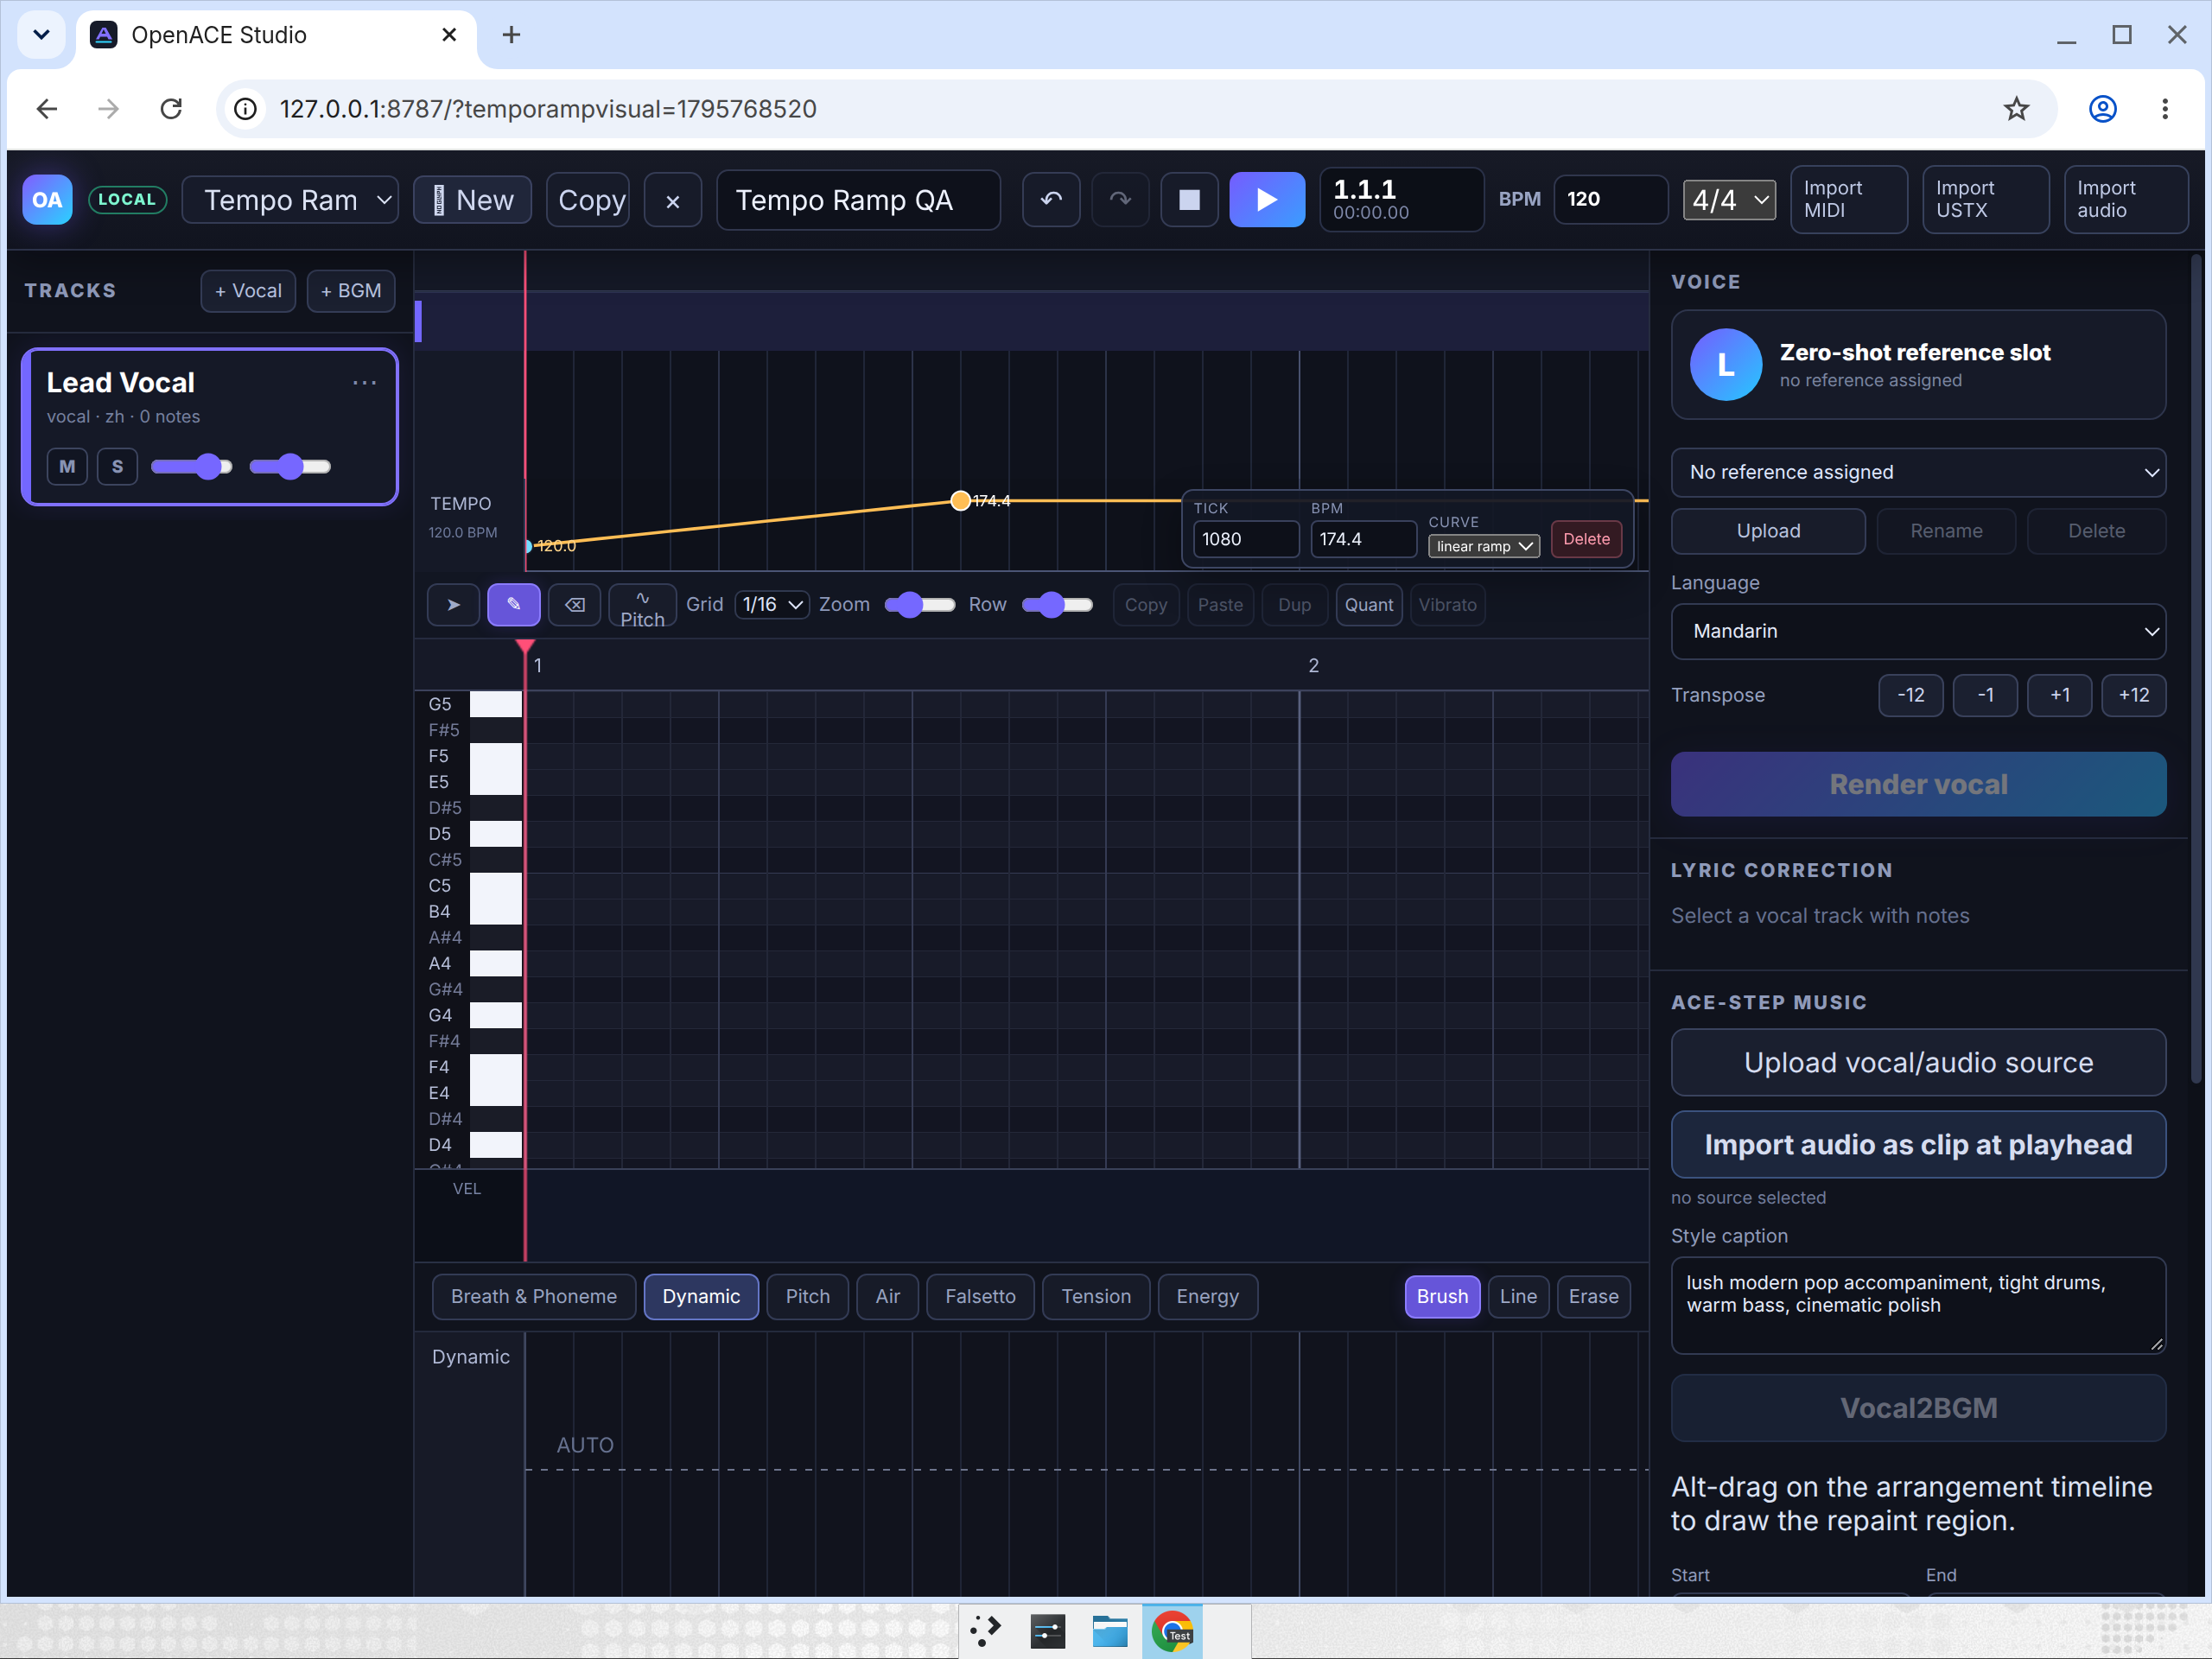 OpenACE Studio
127.0.0.1:8787/?temporampvisual=1795768520
OA
LOCAL
Tempo Ram
New
Copy
×
Tempo Ramp QA
1.1.1
00:00.00
BPM
120
4/4
Import
MIDI
Import
USTX
Import
audio
TRACKS
+ Vocal
+ BGM
Lead Vocal
vocal · zh · 0 notes
M
S
TEMPO
120.0 BPM
120.0
174.4
TICK
1080
BPM
174.4
CURVE
linear ramp
Delete
Pitch
Grid
1/16
Zoom
Row
Copy
Paste
Dup
Quant
Vibrato
1
2
G5
F#5
F5
E5
D#5
D5
C#5
C5
B4
A#4
A4
G#4
G4
F#4
F4
E4
D#4
D4
C#4
VEL
Breath & Phoneme
Dynamic
Pitch
Air
Falsetto
Tension
Energy
Brush
Line
Erase
Dynamic
AUTO
VOICE
L
Zero-shot reference slot
no reference assigned
No reference assigned
Upload
Rename
Delete
Language
Mandarin
Transpose
-12
-1
+1
+12
Render vocal
LYRIC CORRECTION
Select a vocal track with notes
ACE-STEP MUSIC
Upload vocal/audio source
Import audio as clip at playhead
no source selected
Style caption
lush modern pop accompaniment, tight drums,
warm bass, cinematic polish
Vocal2BGM
Alt-drag on the arrangement timeline
to draw the repaint region.
Start
End
Test